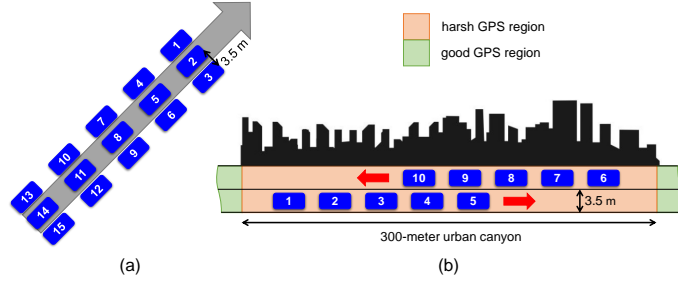 1
2
3
3.5 m
4
5
6
7
8
9
10
11
12
13
14
15
(a)
harsh GPS region
good GPS region
10 9 8 7 6
1 2 3 4 5
3.5 m
300-meter urban canyon
(b)